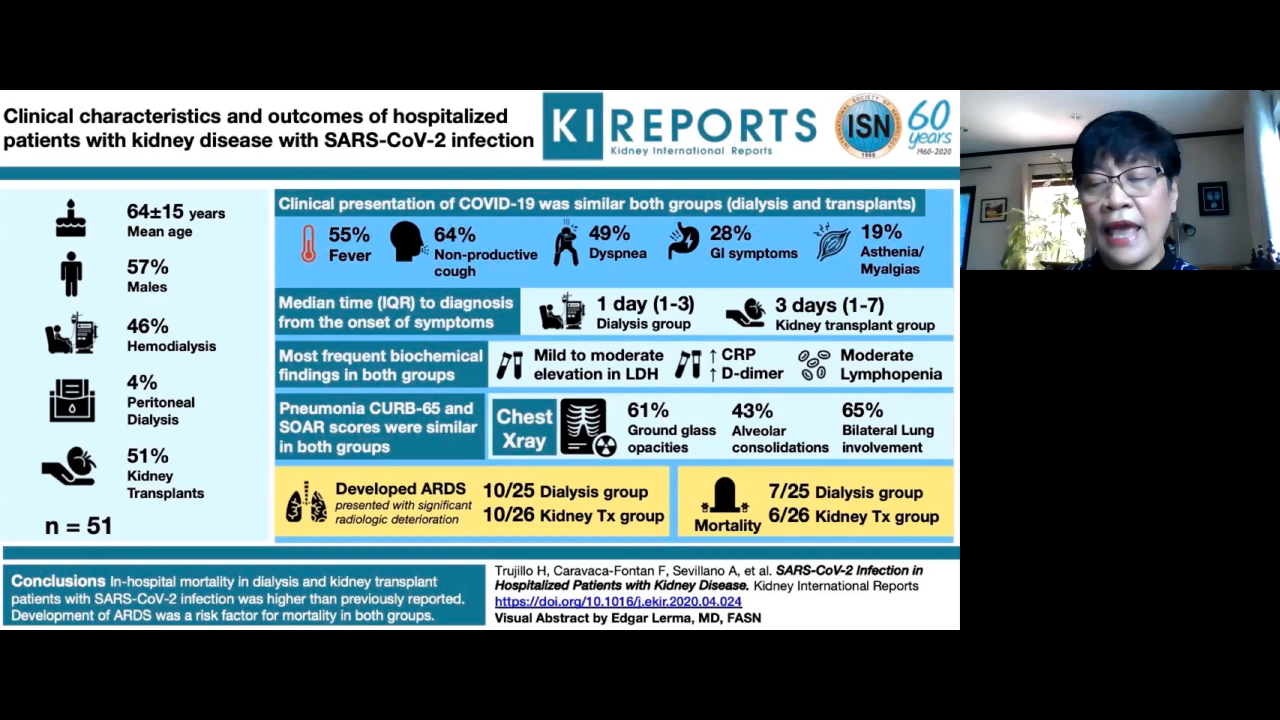 Clinical characteristics and outcomes of hospitalized
patients with kidney disease with SARS-CoV-2 infection
KI REPORTS
Kidney International Reports
ISN
1960
60
years
1960-2020
64±15 years
Mean age
57%
Males
46%
Hemodialysis
4%
Peritoneal
Dialysis
51%
Kidney
Transplants
n = 51
Clinical presentation of COVID-19 was similar both groups (dialysis and transplants)
55%
Fever
64%
Non-productive
cough
49%
Dyspnea
28%
GI symptoms
19%
Asthenia/
Myalgias
Median time (IQR) to diagnosis
from the onset of symptoms
1 day (1-3)
Dialysis group
3 days (1-7)
Kidney transplant group
Most frequent biochemical
findings in both groups
Mild to moderate
elevation in LDH
↑ CRP
↑ D-dimer
Moderate
Lymphopenia
Pneumonia CURB-65 and
SOAR scores were similar
in both groups
Chest
Xray
61%
Ground glass
opacities
43%
Alveolar
consolidations
65%
Bilateral Lung
involvement
Developed ARDS
presented with significant
radiologic deterioration
10/25 Dialysis group
10/26 Kidney Tx group
Mortality
7/25 Dialysis group
6/26 Kidney Tx group
Conclusions In-hospital mortality in dialysis and kidney transplant
patients with SARS-CoV-2 infection was higher than previously reported.
Development of ARDS was a risk factor for mortality in both groups.
Trujillo H, Caravaca-Fontan F, Sevillano A, et al. SARS-CoV-2 Infection in
Hospitalized Patients with Kidney Disease. Kidney International Reports
https://doi.org/10.1016/j.ekir.2020.04.024
Visual Abstract by Edgar Lerma, MD, FASN